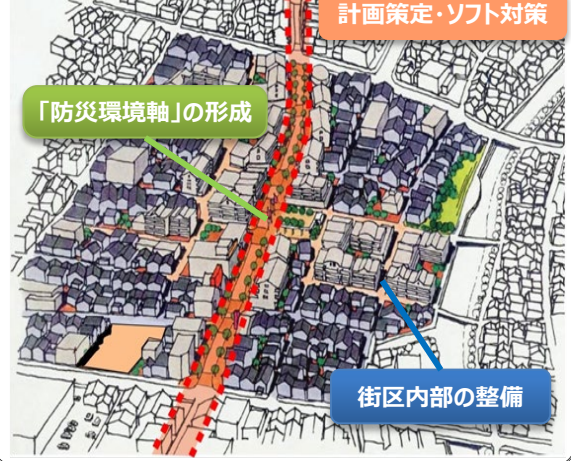 計画策定・ソフト対策
「防災環境軸」の形成
街区内部の整備